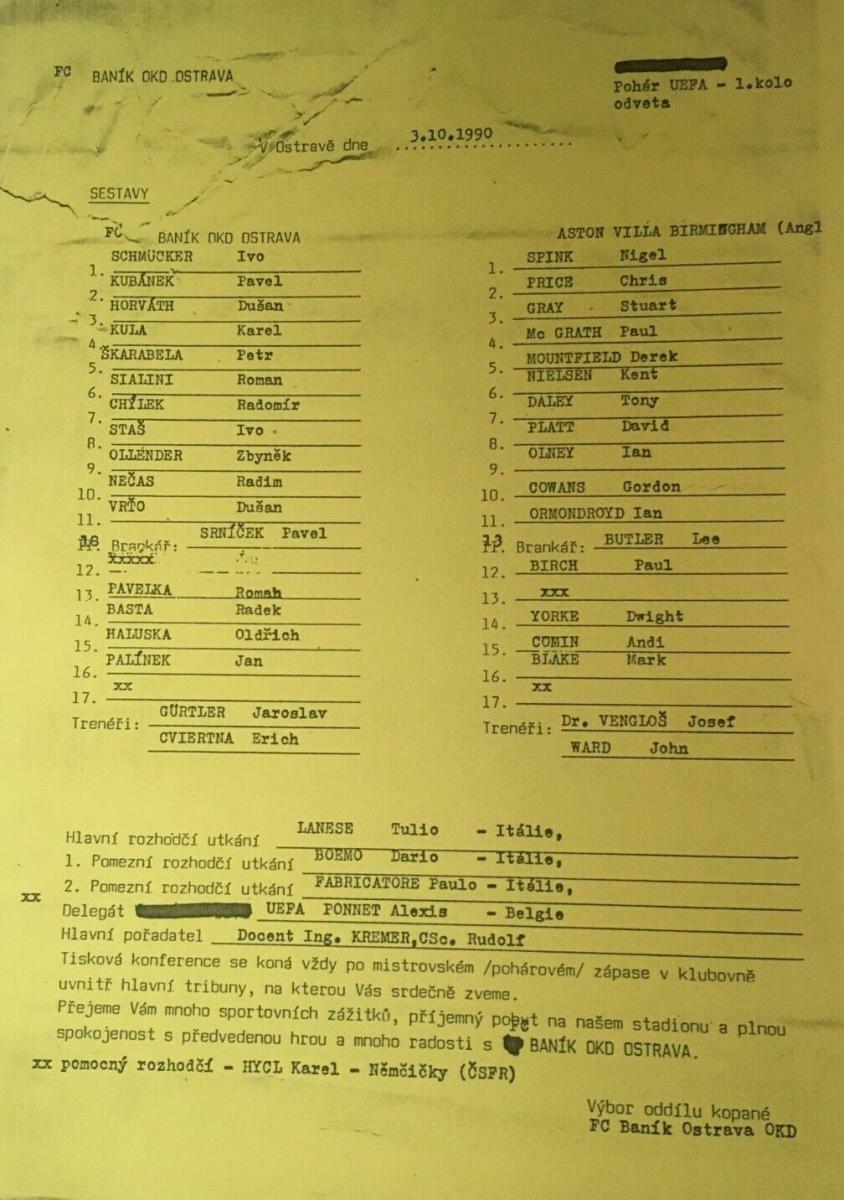 FC BANÍK OKD OSTRAVA
Pohár UEFA - 1.kolo
odveta
V Ostravě dne 3.10.1990
SESTAVY
FC BANÍK OKD OSTRAVA
SCHMUCKER Ivo
1.
KUBÁNEK Pavel
2.
HORVÁTH Dušan
3.
KULA Karel
4.
ŠKARABELA Petr
5.
SIALINI Roman
6.
CHÝLEK Radomír
7.
STAŠ Ivo
8.
OLLENDER Zbyněk
9.
NEČAS Radim
10.
VRŤO Dušan
11.
SRNÍČEK Pavel
18 Brankář:
xxxxx
12.
PAVELKA Roman
13.
BASTA Radek
14.
HALUSKA Oldřich
15.
PALÍNEK Jan
16.
xx
17.
Trenéři: GÜRTLER Jaroslav
CVIERTNA Erich
ASTON VILLA BIRMINGHAM (Angl
SPINK Nigel
1.
PRICE Chris
2.
GRAY Stuart
3.
Mc GRATH Paul
4.
MOUNTFIELD Derek
5.
NIELSEN Kent
6.
DALEY Tony
7.
PLATT David
8.
OLNEY Ian
9.
COWANS Gordon
10.
ORMONDROYD Ian
11.
BUTLER Lee
13. Brankář:
BIRCH Paul
12.
xxx
13.
YORKE Dwight
14.
COMIN Andi
15.
BLAKE Mark
16.
xx
17.
Trenéři: Dr. VENGLOŠ Josef
WARD John
Hlavní rozhodčí utkání LANESE Tulio - Itálie,
1. Pomezní rozhodčí utkání BOEMO Dario - Itálie,
2. Pomezní rozhodčí utkání FABRICATORE Paulo - Itálie,
xx
Delegát UEFA PONNET Alexis - Belgie
Hlavní pořadatel Docent Ing. KREMER,CSc. Rudolf
Tisková konference se koná vždy po mistrovském /pohárovém/ zápase v klubovně
uvnitř hlavní tribuny, na kterou Vás srdečně zveme.
Přejeme Vám mnoho sportovních zážitků, příjemný pobyt na našem stadionu a plnou
spokojenost s předvedenou hrou a mnoho radosti s BANÍK OKD OSTRAVA.
xx pomocný rozhodčí - HYCL Karel - Němčičky (ČSFR)
Výbor oddílu kopané
FC Baník Ostrava OKD